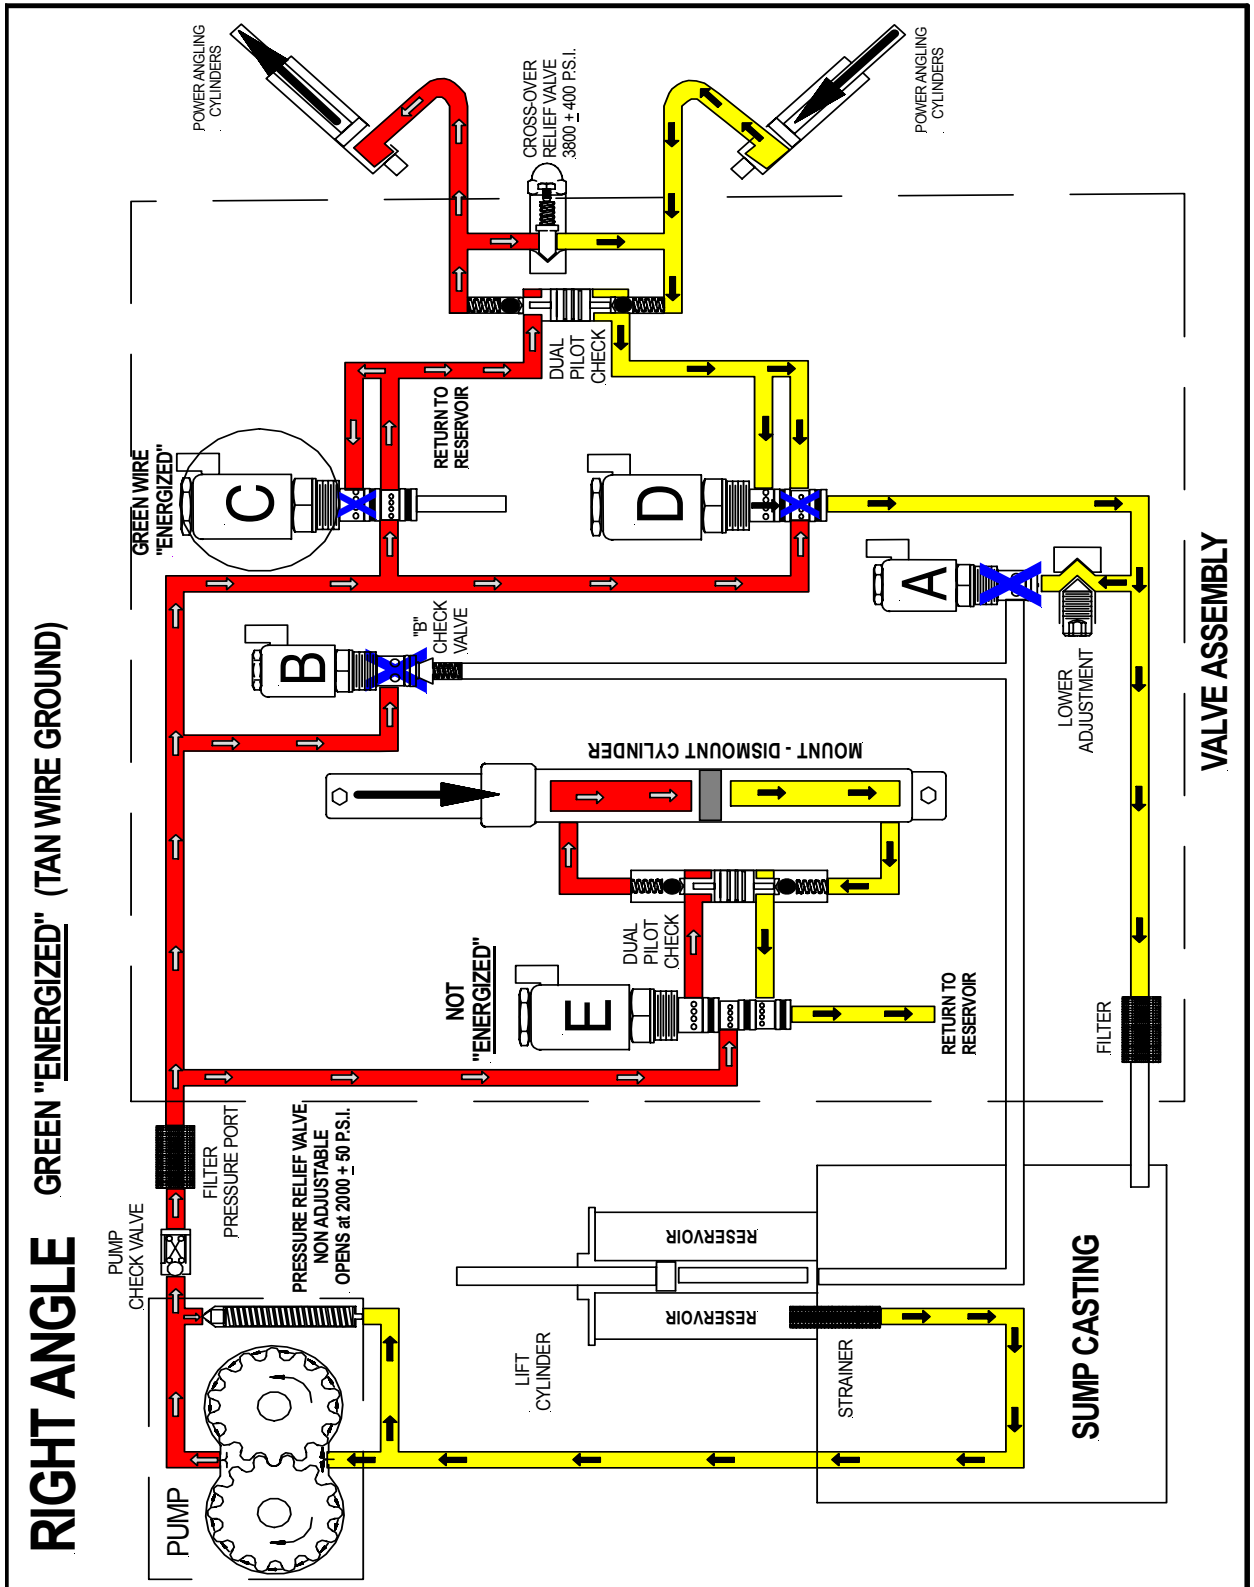 RIGHT ANGLE GREEN "ENERGIZED" (TAN WIRE GROUND)
PUMP
PUMP
CHECK VALVE
FILTER
PRESSURE PORT
PRESSURE RELIEF VALVE
NON ADJUSTABLE
OPENS at 2000 ± 50 P.S.I.
GREEN WIRE
"ENERGIZED"
POWER ANGLING
CYLINDERS
C
B
"B"
CHECK
VALVE
RETURN TO
RESERVOIR
CROSS-OVER
RELIEF VALVE
3800 ± 400 P.S.I.
DUAL
PILOT
CHECK
NOT
"ENERGIZED"
E
DUAL
PILOT
CHECK
MOUNT - DISMOUNT CYLINDER
D
POWER ANGLING
CYLINDERS
A
LIFT
CYLINDER
RESERVOIR
RESERVOIR
STRAINER
RETURN TO
RESERVOIR
LOWER
ADJUSTMENT
FILTER
SUMP CASTING
VALVE ASSEMBLY